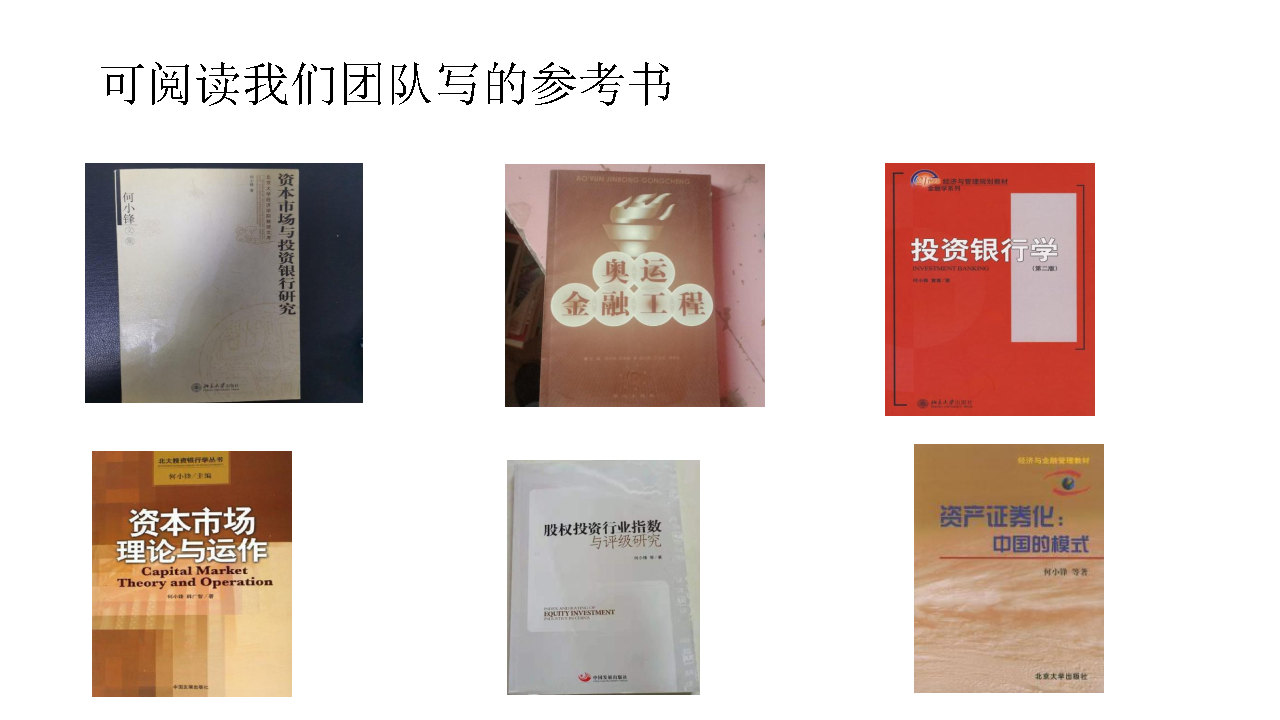 可阅读我们团队写的参考书
资本市场与投资银行研究
何小锋
文集
北京大学出版社
AO YUN JINRONG GONGCHENG
奥运
金融工程
21
经济与管理规划教材
金融学系列
投资银行学
(第二版)
INVESTMENT BANKING
北京大学出版社
北大投资银行学丛书
何小锋/主编
资本市场
理论与运作
Capital Market
Theory and Operation
何小锋 韩广智/著
中国发展出版社
股权投资行业指数
与评级研究
何小锋 等/著
INDEX AND RATING OF
EQUITY INVESTMENT
INDUSTRY IN CHINA
中国发展出版社
经济与金融管理教材
资产证券化:
中国的模式
何小锋 等著
北京大学出版社